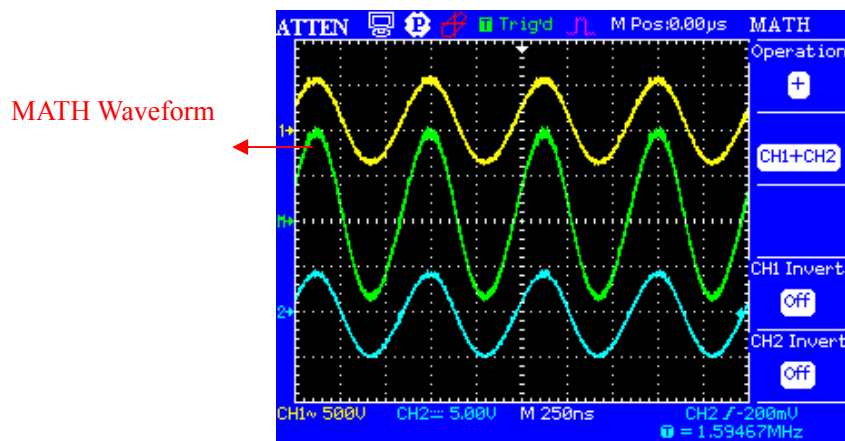 ATTEN P T Trig'd M Pos:0.00µs MATH
Operation
+
MATH Waveform
1
CH1+CH2
M
CH1 Invert
Off
2
CH2 Invert
Off
CH1~ 500V CH2⎓ 5.00V M 250ns CH2 /-200mV
T = 1.59467MHz